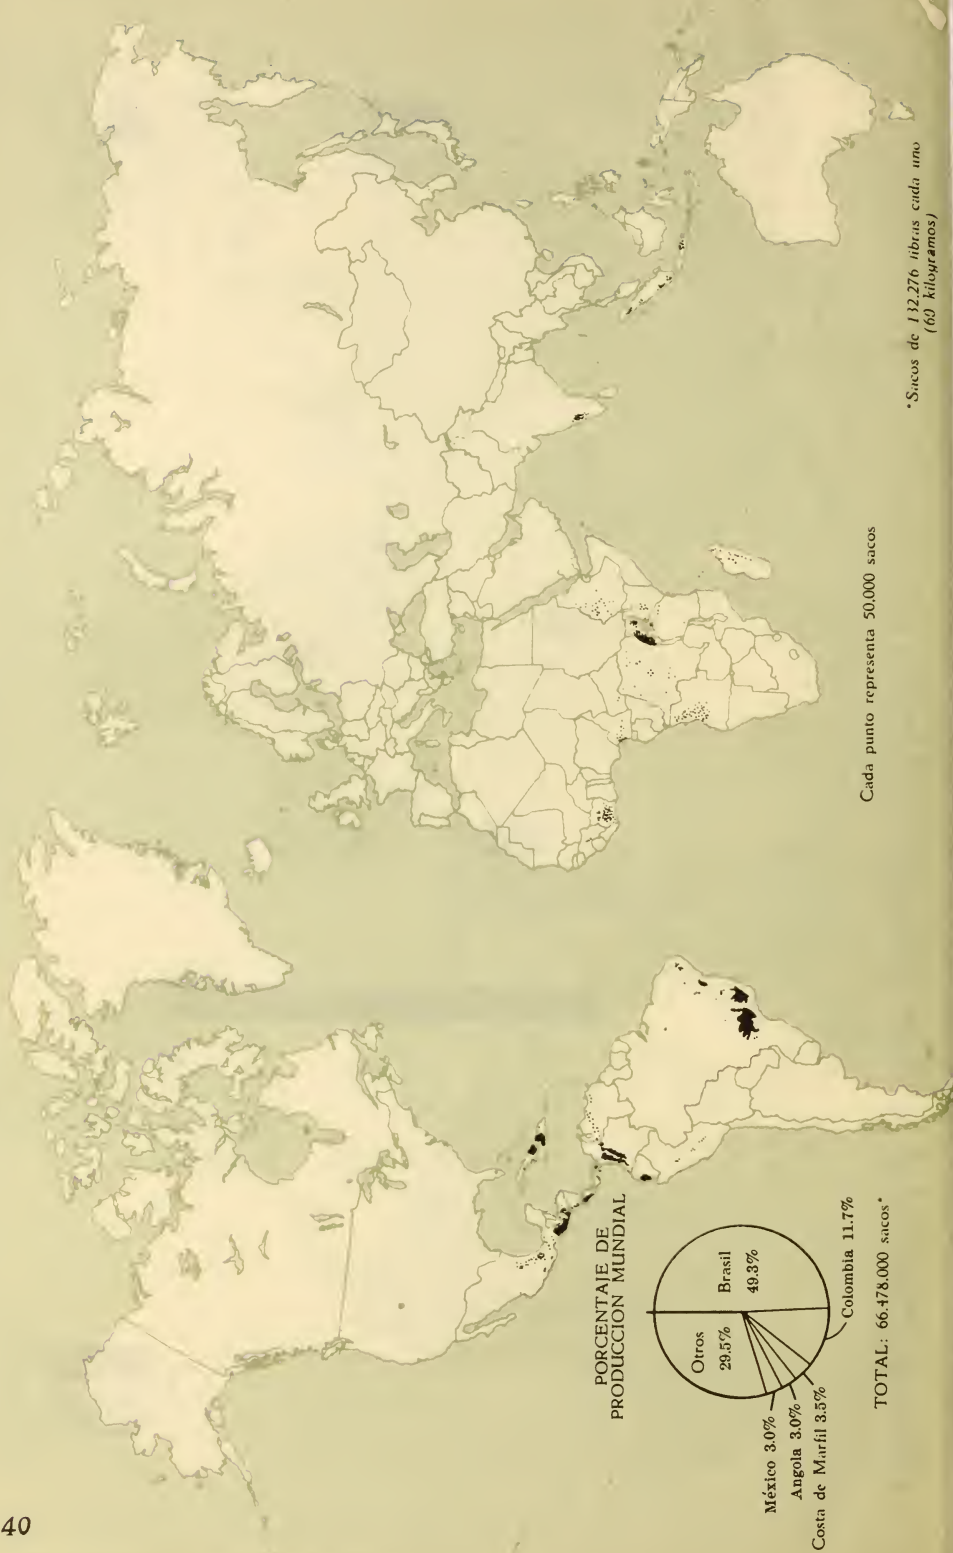 40
PORCENTAJE DE
PRODUCCION MUNDIAL
Otros
29.5%
Brasil
49.3%
México 3.0%
Angola 3.0%
Costa de Marfil 3.5%
Colombia 11.7%
TOTAL: 66.478.000 sacos*
Cada punto representa 50.000 sacos
*Sacos de 132.276 libras cada uno
(60 kilogramos)